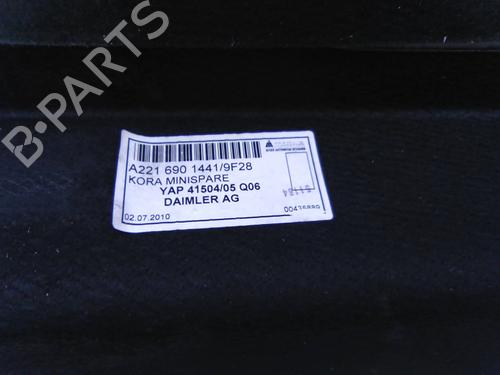 B-PARTS
A221 690 1441/9F28
KORA MINISPARE
YAP 41504/05 Q06
DAIMLER AG
02.07.2010